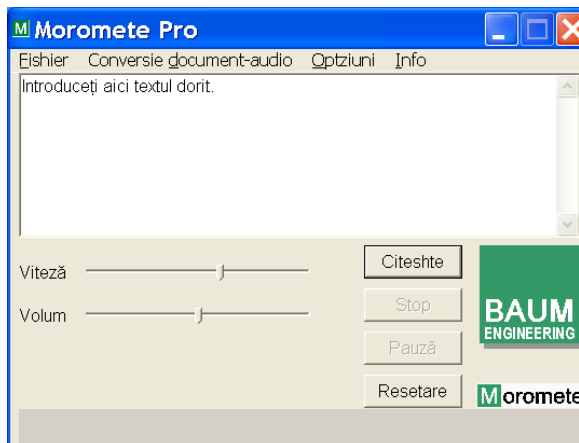 M Moromete Pro
Fishier Conversie document-audio Optziuni Info
Introduceți aici textul dorit.
Viteză
Citeshte
Volum
Stop
Pauză
Resetare
BAUM
ENGINEERING
Moromete